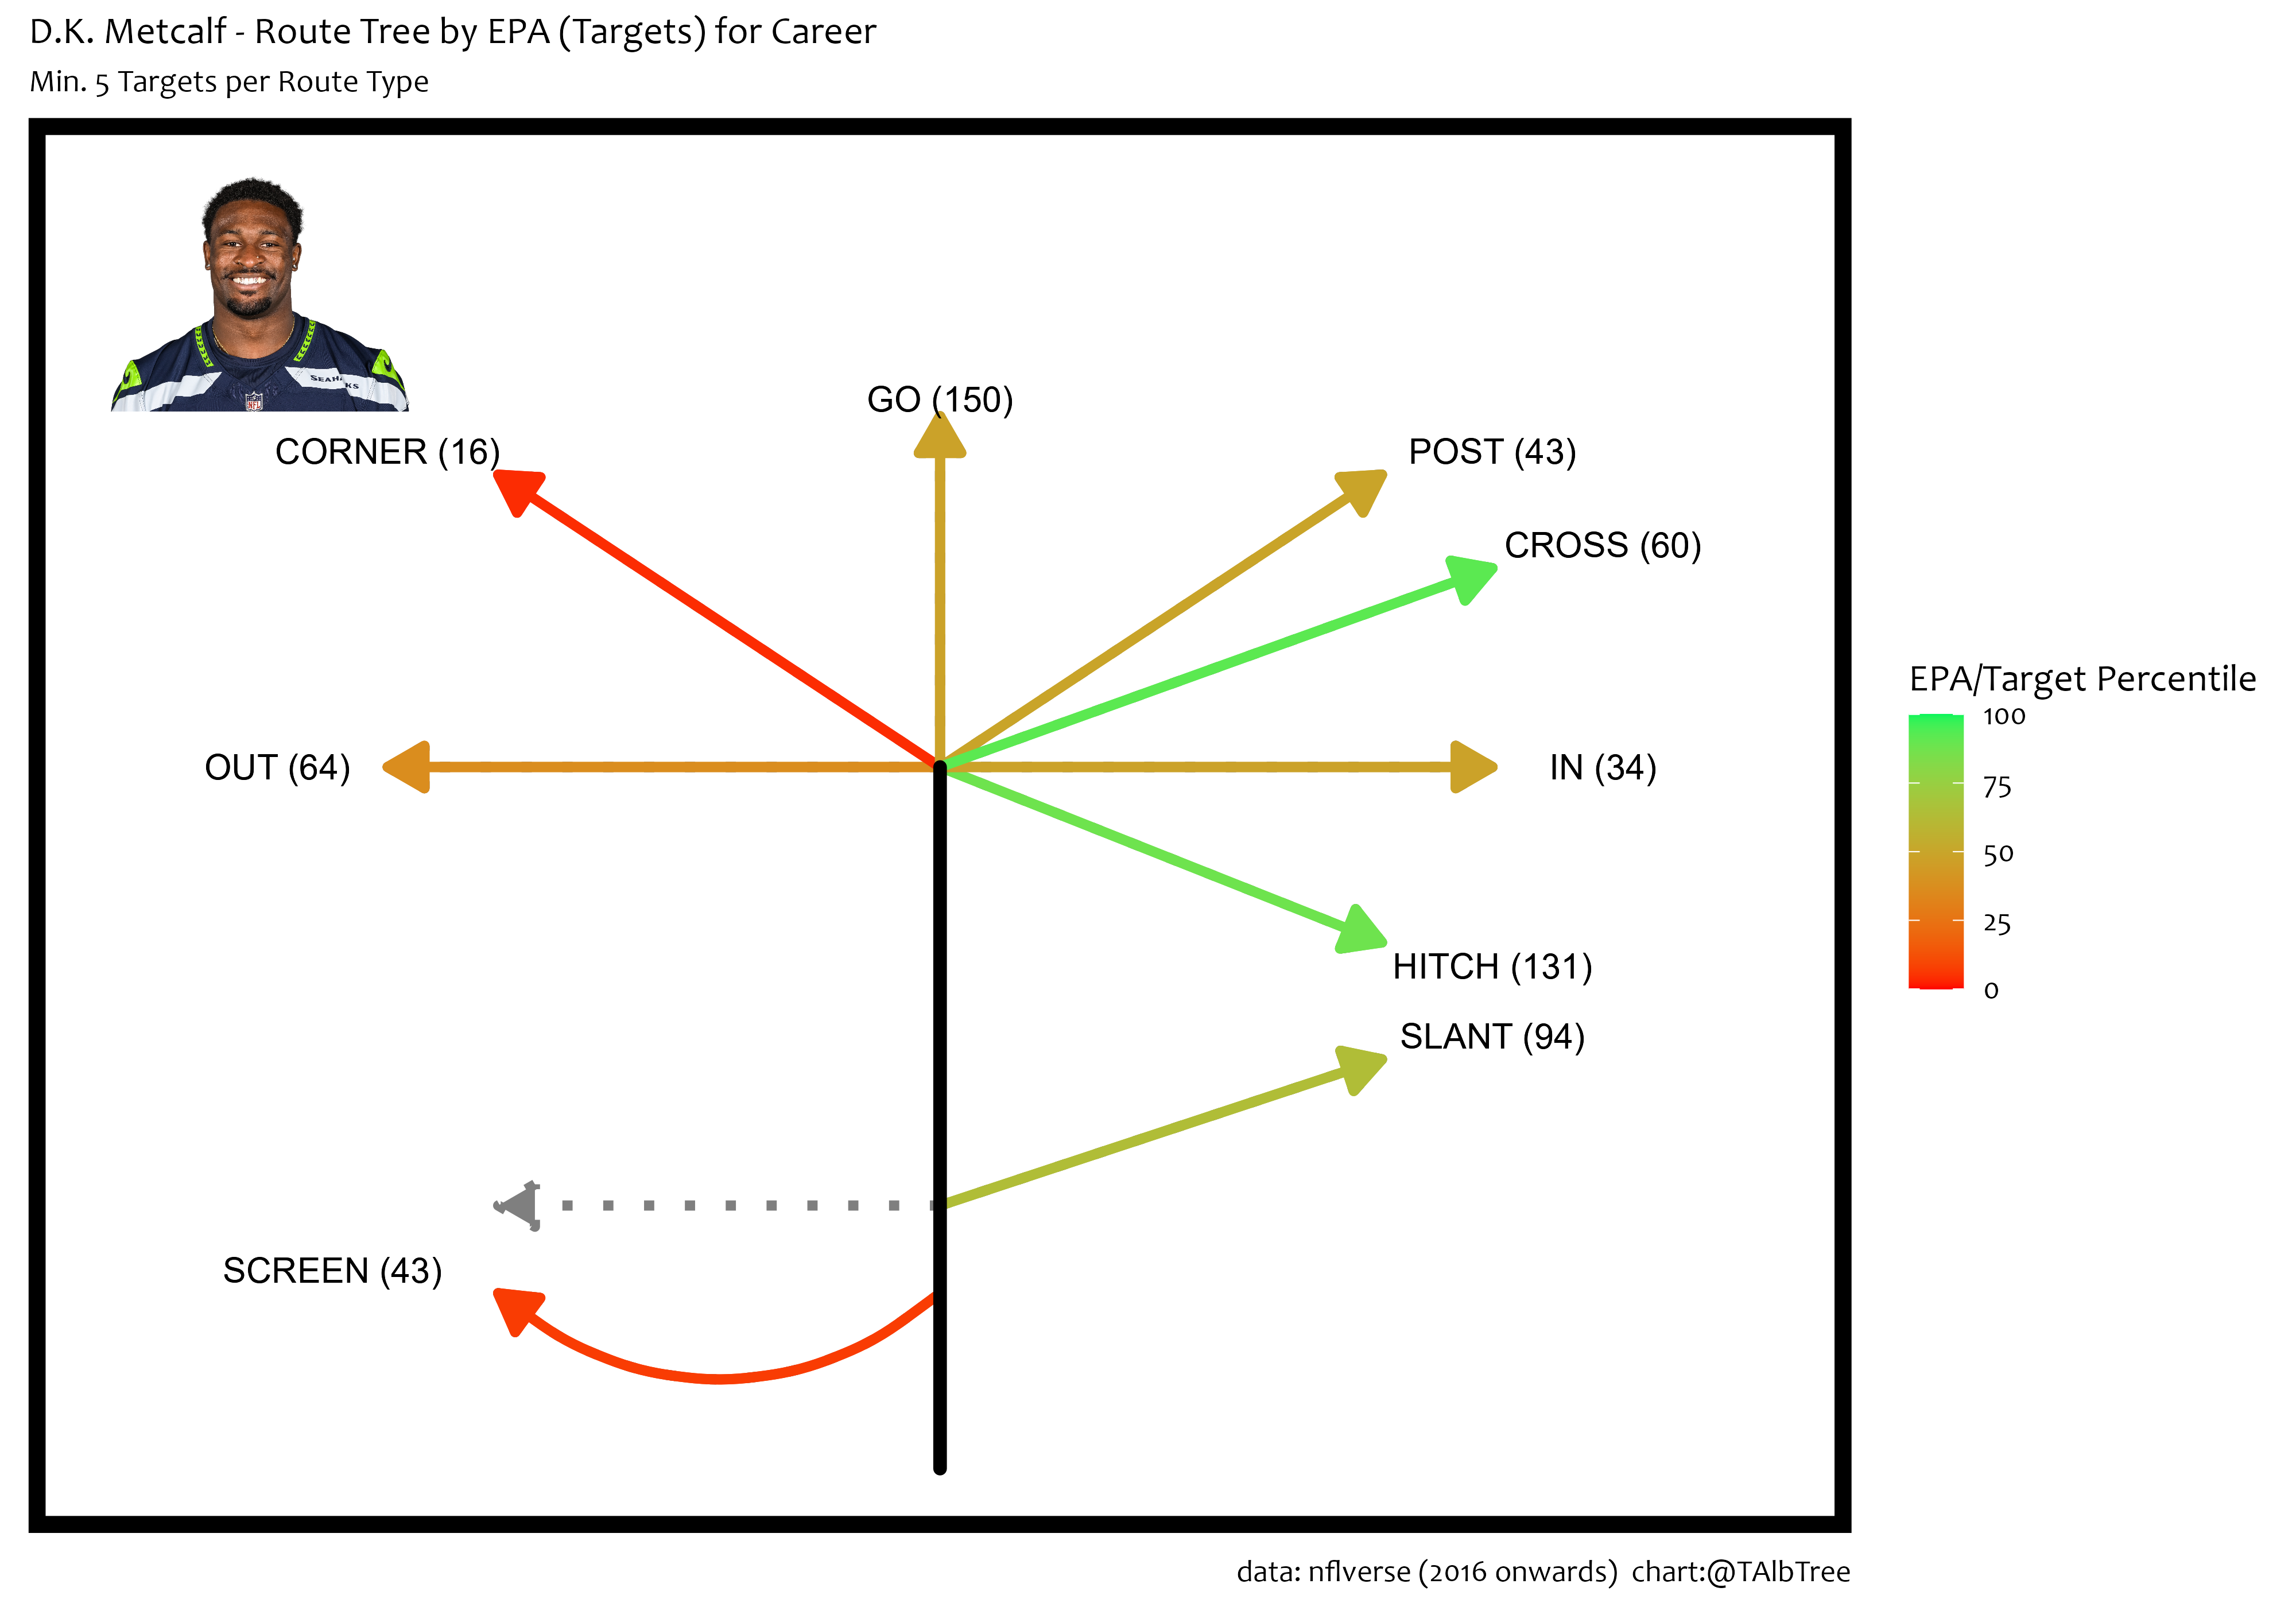 D.K. Metcalf - Route Tree by EPA (Targets) for Career
Min. 5 Targets per Route Type
SEAHAWKS
NFL
GO (150)
CORNER (16)
POST (43)
CROSS (60)
OUT (64)
IN (34)
HITCH (131)
SLANT (94)
SCREEN (43)
EPA/Target Percentile
100
75
50
25
0
data: nflverse (2016 onwards) chart:@TAlbTree